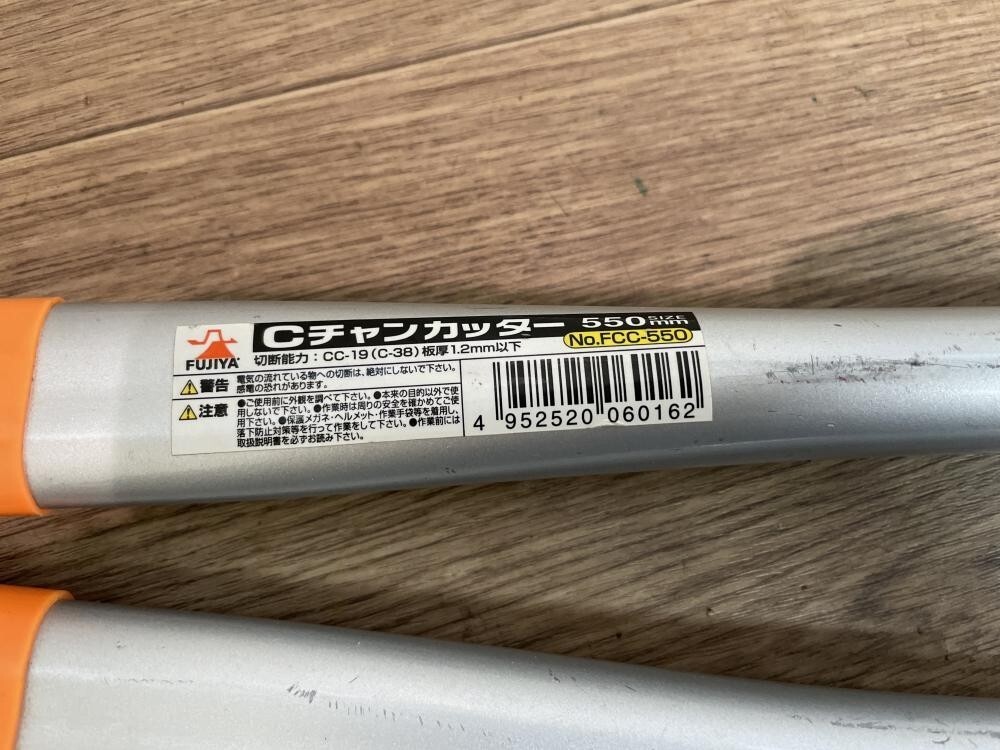 FUJIYA
Cチャンカッター 550 SIZE mm
No.FCC-550
切断能力：CC-19（C-38）板厚1.2mm以下
警告
電気の流れている物への切断は、絶対にしないで下さい。
感電の恐れがあります。
注意
●ご使用前に外観を調べて下さい。●本来の目的以外で使
用しないで下さい。●作業時は周りの安全を確かめてご使
用下さい。●保護メガネ・ヘルメット・作業手袋等を着用し、
落下防止対策等を行って作業をして下さい。●作業前には
取扱説明書を必ずお読み下さい。
4 952520 060162